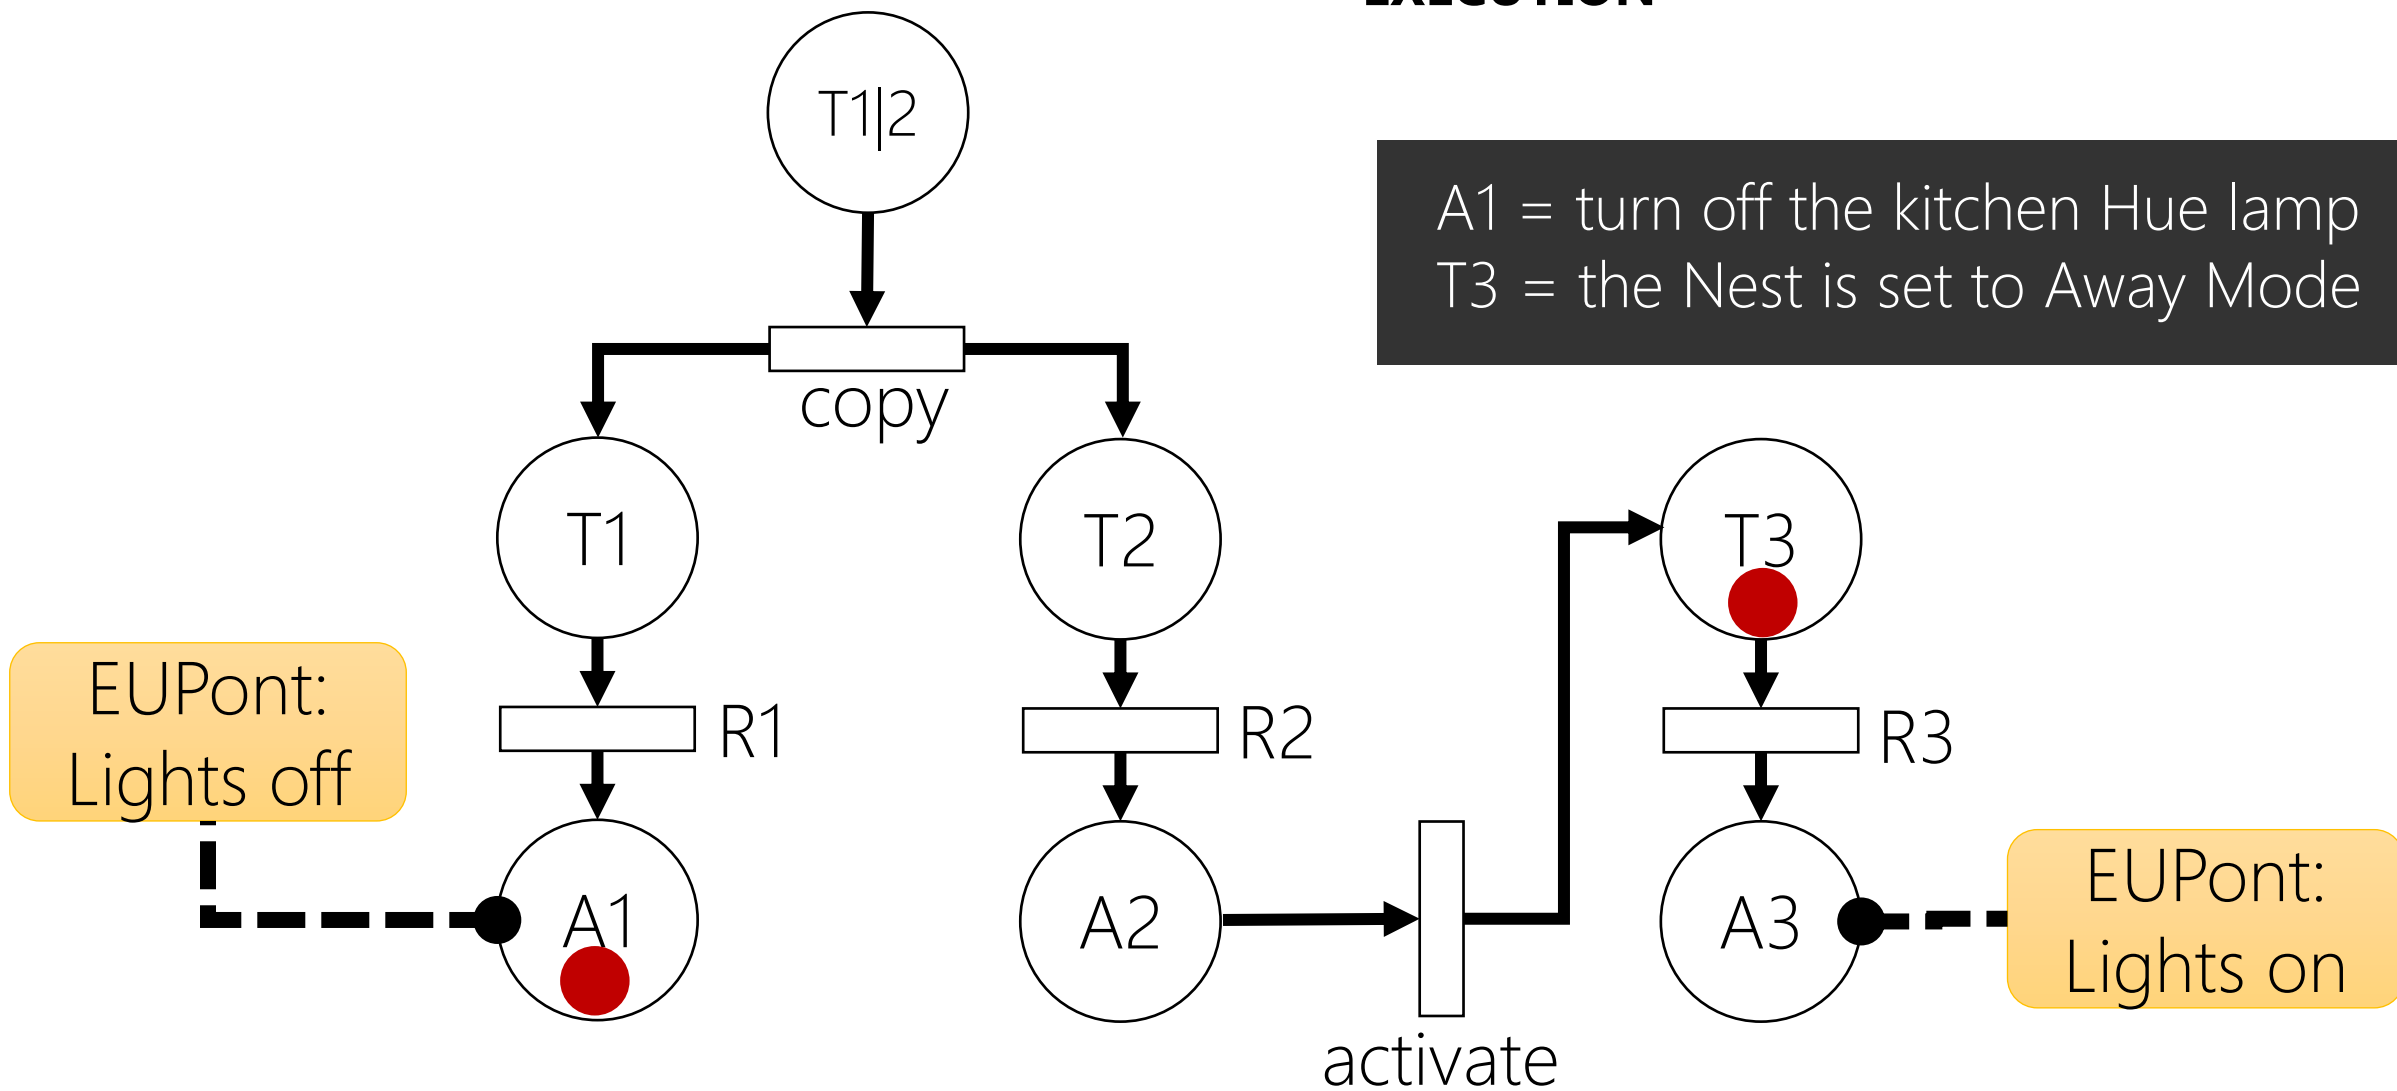 EXECUTION
T1|2
A1 = turn off the kitchen Hue lamp
T3 = the Nest is set to Away Mode
copy
T1
T2
T3
EUPont:
Lights off
R1
R2
R3
A1
A2
A3
EUPont:
Lights on
activate